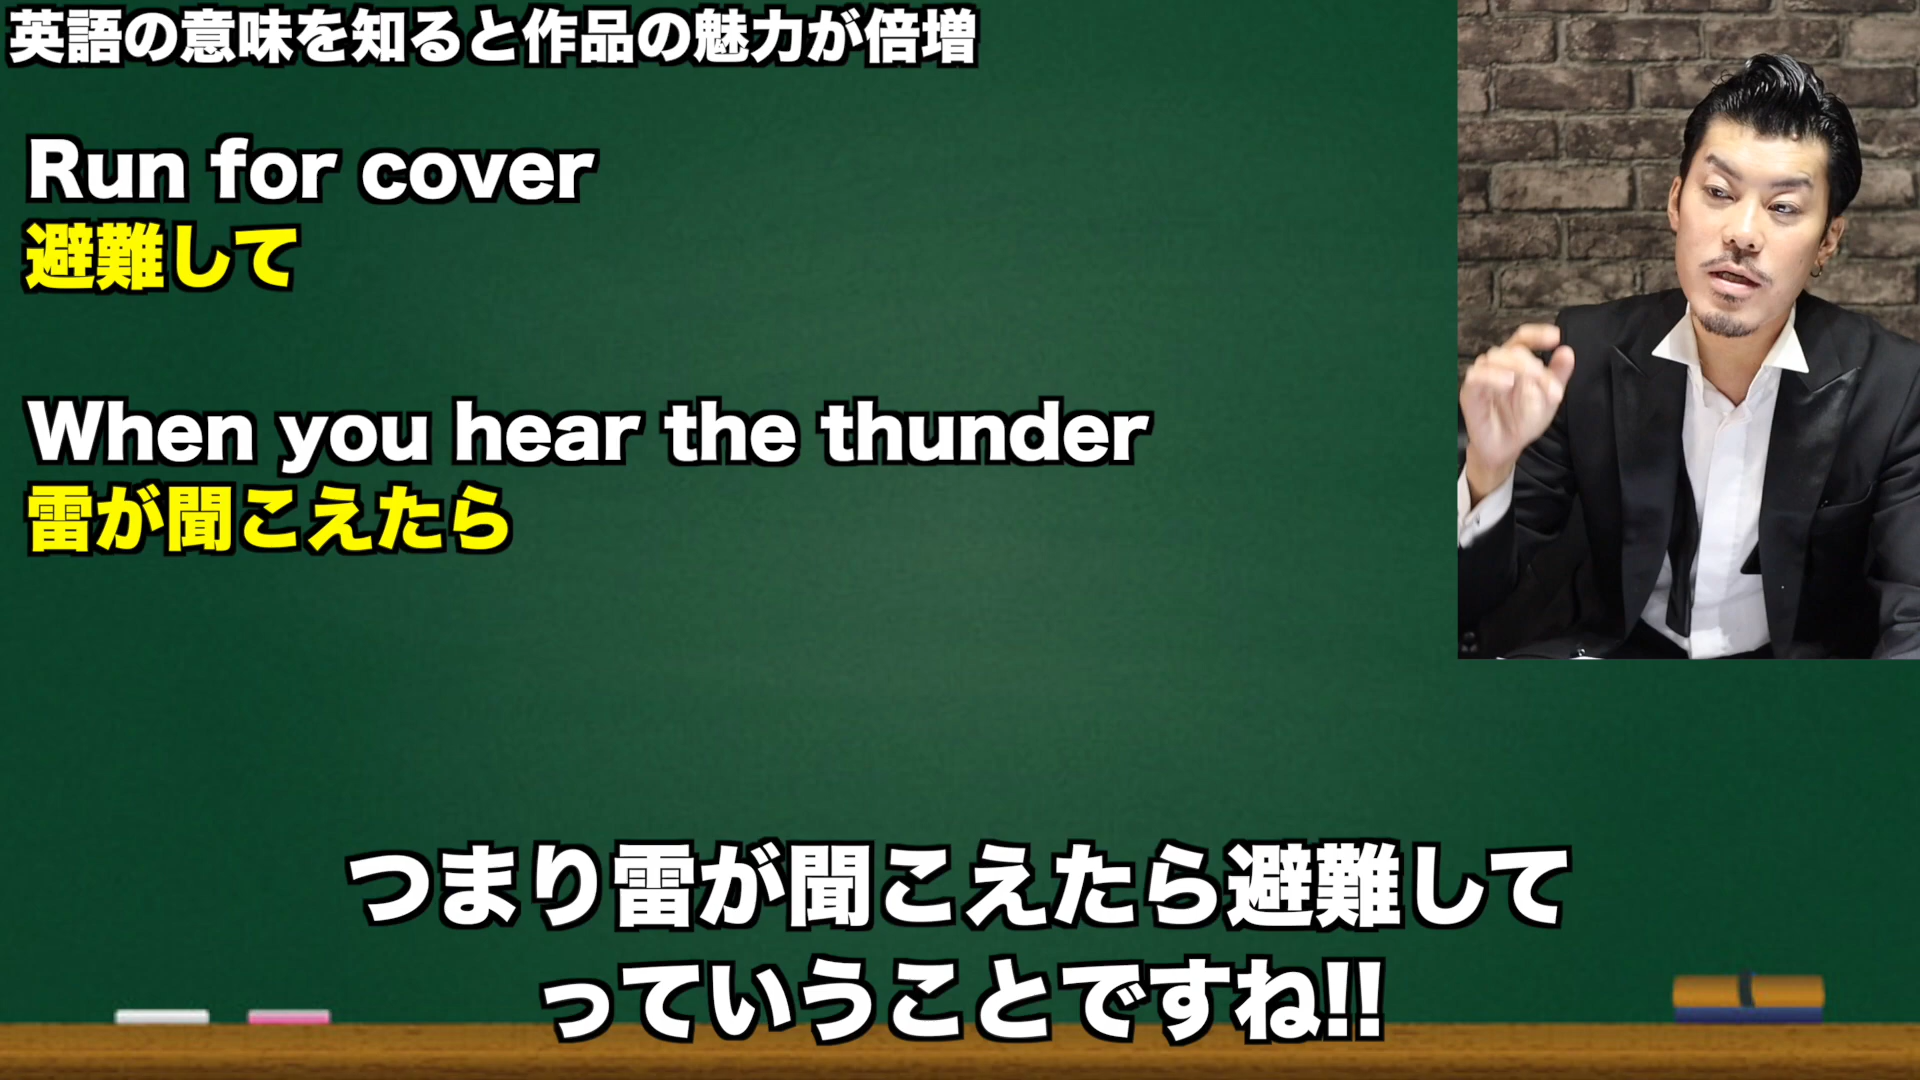 英語の意味を知ると作品の魅力が倍増
Run for cover
避難して
When you hear the thunder
雷が聞こえたら
つまり雷が聞こえたら避難して
っていうことですね!!